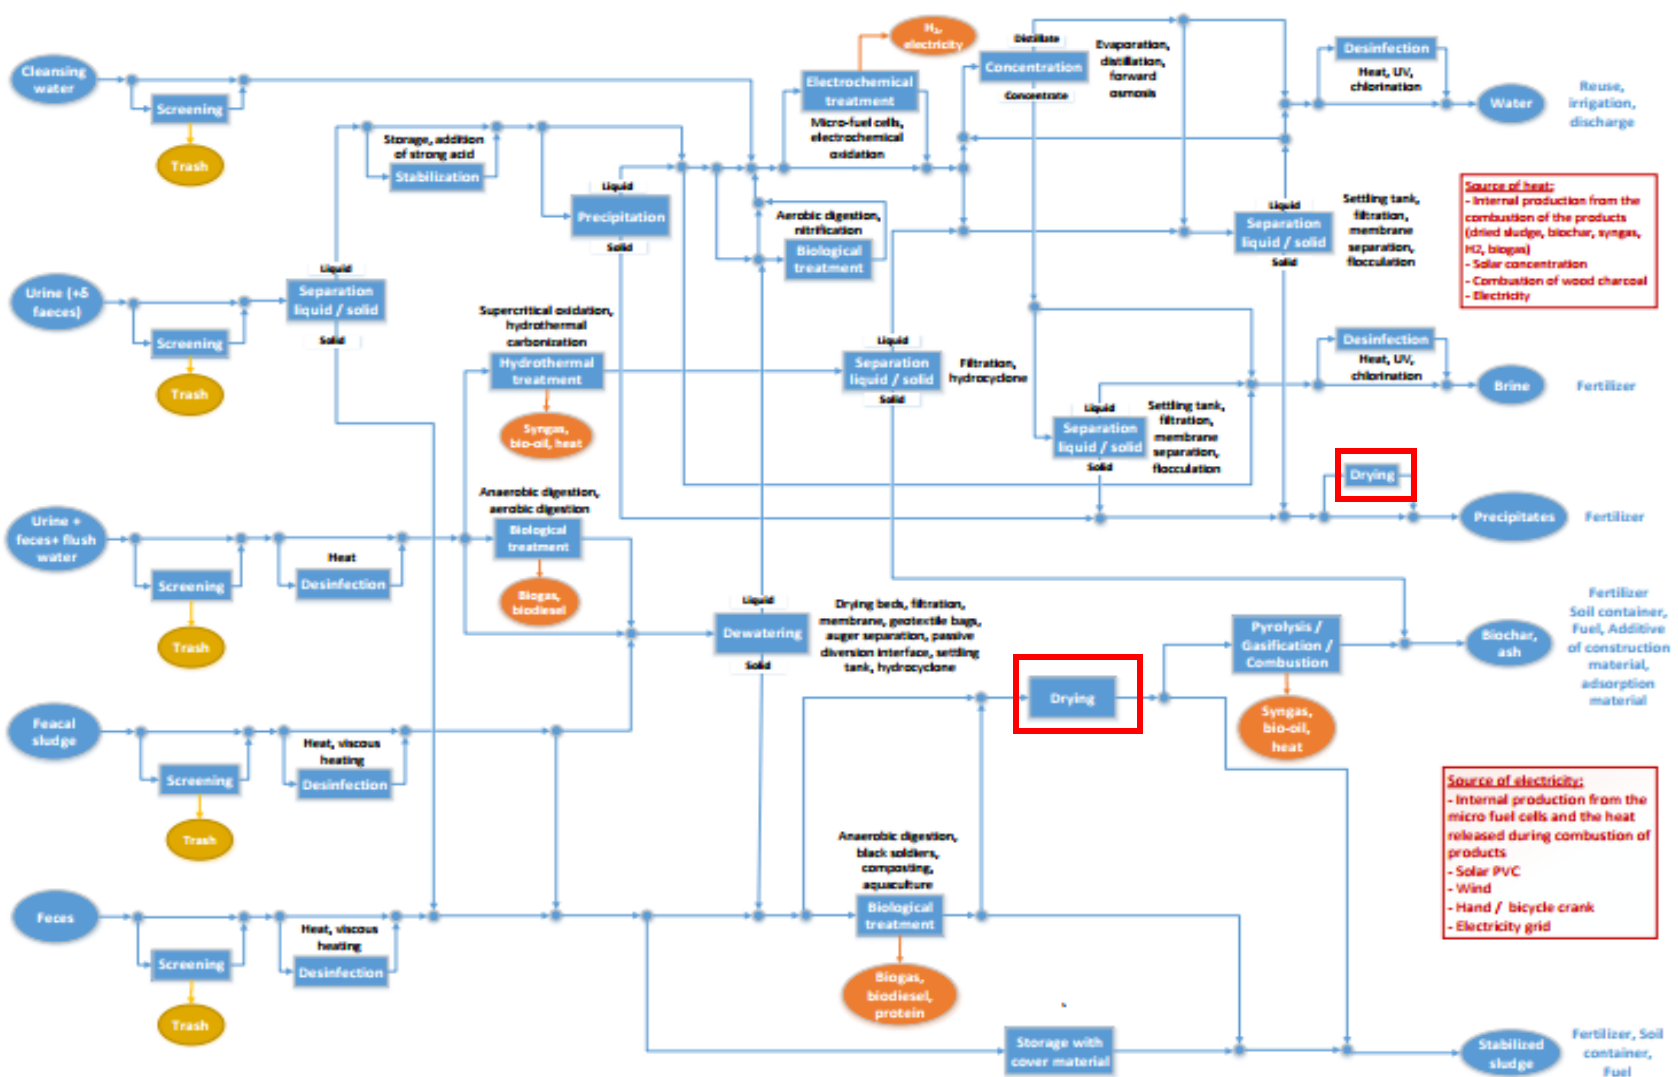 H₂,
electricity
Distillate
Concentration
Concentrate
Evaporation,
distillation,
forward
osmosis
Desinfection
Heat, UV,
chlorination
Water
Reuse,
irrigation,
discharge
Cleansing
water
Screening
Trash
Electrochemical
treatment
Micro-fuel cells,
electrochemical
oxidation
Storage, addition
of strong acid
Stabilization
Liquid
Precipitation
Solid
Aerobic digestion,
nitrification
Biological
treatment
Liquid
Separation
liquid / solid
Solid
Settling tank,
filtration,
membrane
separation,
flocculation
Source of heat:
- Internal production from the
combustion of the products
(dried sludge, biochar, syngas,
H2, biogas)
- Solar concentration
- Combustion of wood charcoal
- Electricity
Urine (+δ
faeces)
Screening
Trash
Liquid
Separation
liquid / solid
Solid
Supercritical oxidation,
hydrothermal
carbonization
Hydrothermal
treatment
Syngas,
bio-oil, heat
Liquid
Separation
liquid / solid
Solid
Filtration,
hydrocyclone
Desinfection
Heat, UV,
chlorination
Brine
Fertilizer
Liquid
Separation
liquid / solid
Solid
Settling tank,
filtration,
membrane
separation,
flocculation
Drying
Precipitates
Fertilizer
Urine +
feces+ flush
water
Screening
Trash
Heat
Desinfection
Anaerobic digestion,
aerobic digestion
Biological
treatment
Biogas,
biodiesel
Liquid
Dewatering
Solid
Drying beds, filtration,
membrane, geotextile bags,
auger separation, passive
diversion interface, settling
tank, hydrocyclone
Drying
Pyrolysis /
Gasification /
Combustion
Syngas,
bio-oil,
heat
Biochar,
ash
Fertilizer
Soil container,
Fuel, Additive
of construction
material,
adsorption
material
Feacal
sludge
Screening
Trash
Heat, viscous
heating
Desinfection
Source of electricity:
- Internal production from the
micro fuel cells and the heat
released during combustion of
products
- Solar PVC
- Wind
- Hand / bicycle crank
- Electricity grid
Feces
Screening
Trash
Heat, viscous
heating
Desinfection
Anaerobic digestion,
black soldiers,
composting,
aquaculture
Biological
treatment
Biogas,
biodiesel,
protein
Storage with
cover material
Stabilized
sludge
Fertilizer, Soil
container,
Fuel